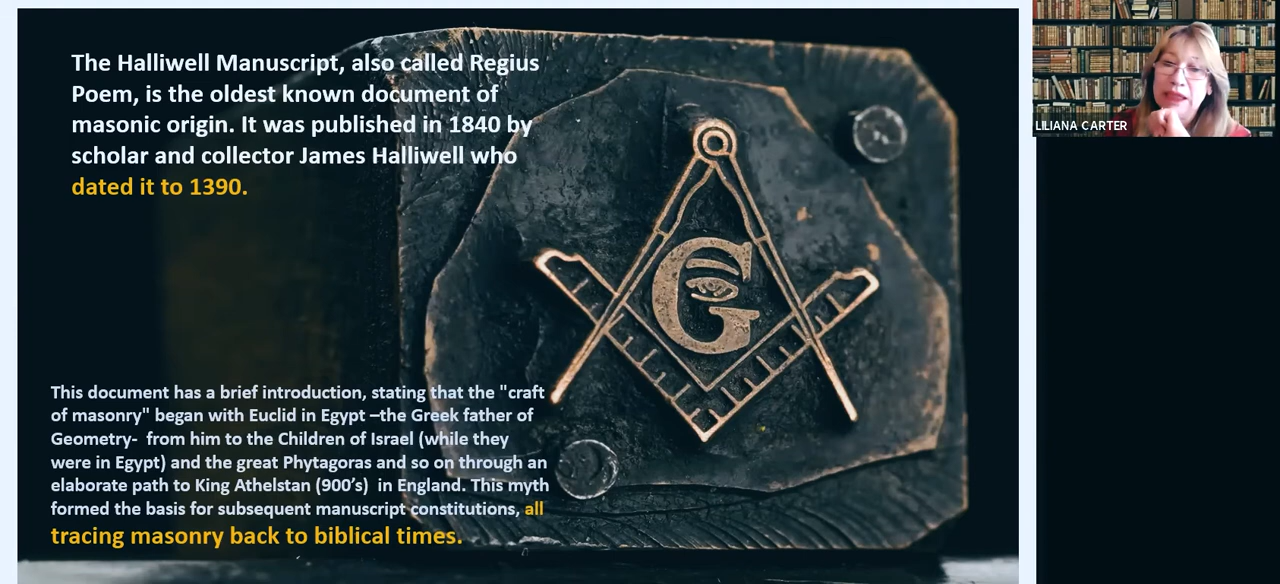 The Halliwell Manuscript, also called Regius
Poem, is the oldest known document of
masonic origin. It was published in 1840 by
scholar and collector James Halliwell who
dated it to 1390.
LILIANA CARTER
G
This document has a brief introduction, stating that the "craft
of masonry" began with Euclid in Egypt –the Greek father of
Geometry-  from him to the Children of Israel (while they
were in Egypt) and the great Phytagoras and so on through an
elaborate path to King Athelstan (900’s)  in England. This myth
formed the basis for subsequent manuscript constitutions, all
tracing masonry back to biblical times.